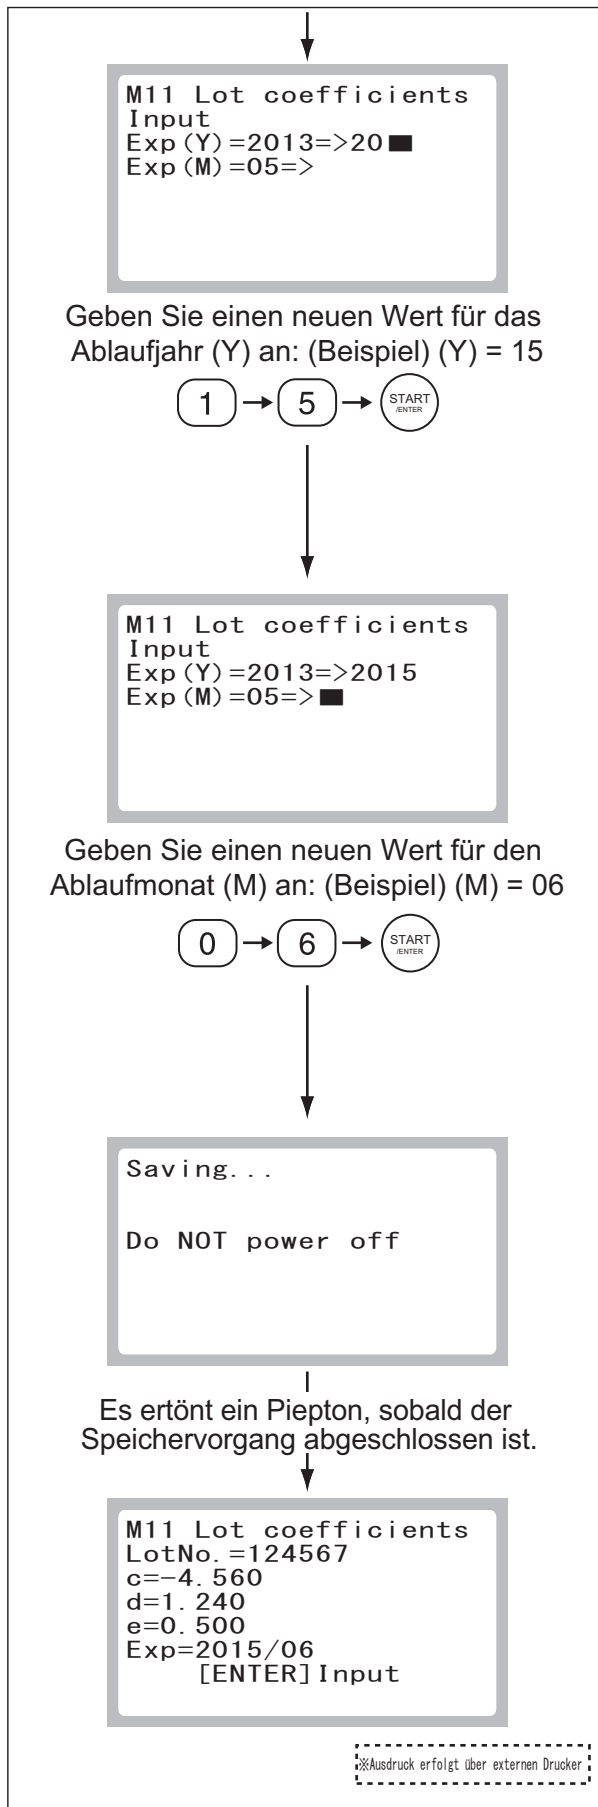 M11 Lot coefficients
Input
Exp(Y)=2013=>20
Exp(M)=05=>
Geben Sie einen neuen Wert für das
Ablaufjahr (Y) an: (Beispiel) (Y) = 15
1 → 5 → START /ENTER
M11 Lot coefficients
Input
Exp(Y)=2013=>2015
Exp(M)=05=>
Geben Sie einen neuen Wert für den
Ablaufmonat (M) an: (Beispiel) (M) = 06
0 → 6 → START /ENTER
Saving...
Do NOT power off
Es ertönt ein Piepton, sobald der
Speichervorgang abgeschlossen ist.
M11 Lot coefficients
LotNo.=124567
c=-4.560
d=1.240
e=0.500
Exp=2015/06
[ENTER]Input
※Ausdruck erfolgt über externen Drucker